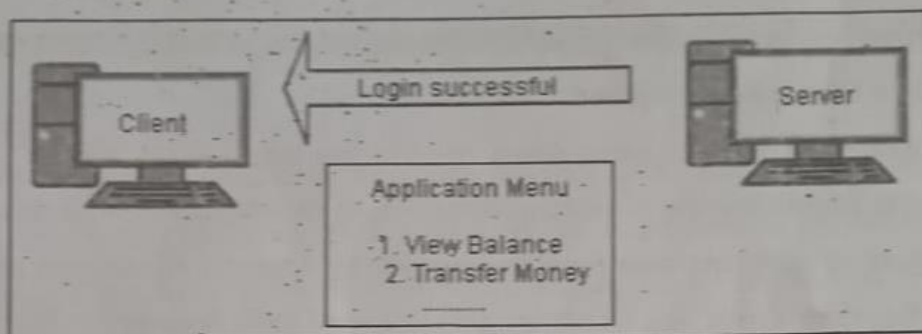 Login successful
Client
Server
Application Menu
1. View Balance
2. Transfer Money